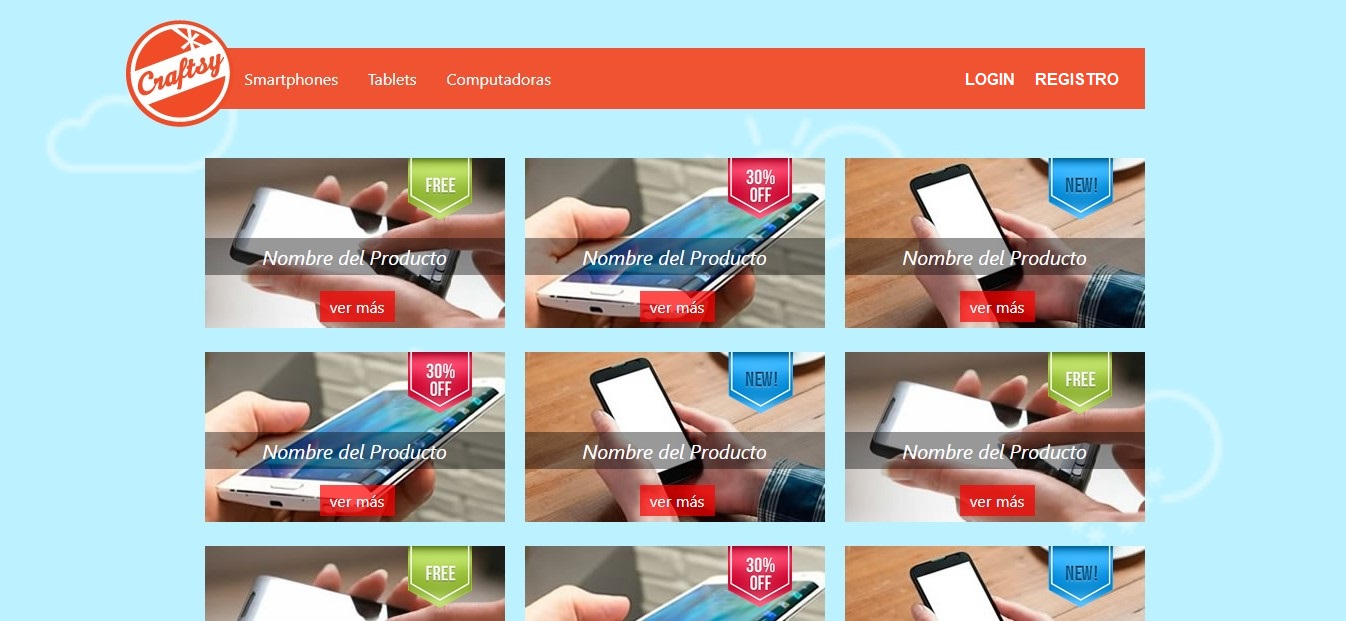 Craftsy
Smartphones Tablets Computadoras LOGIN REGISTRO
FREE
Nombre del Producto
ver más
30%
OFF
Nombre del Producto
ver más
NEW!
Nombre del Producto
ver más
30%
OFF
Nombre del Producto
ver más
NEW!
Nombre del Producto
ver más
FREE
Nombre del Producto
ver más
FREE
30%
OFF
NEW!